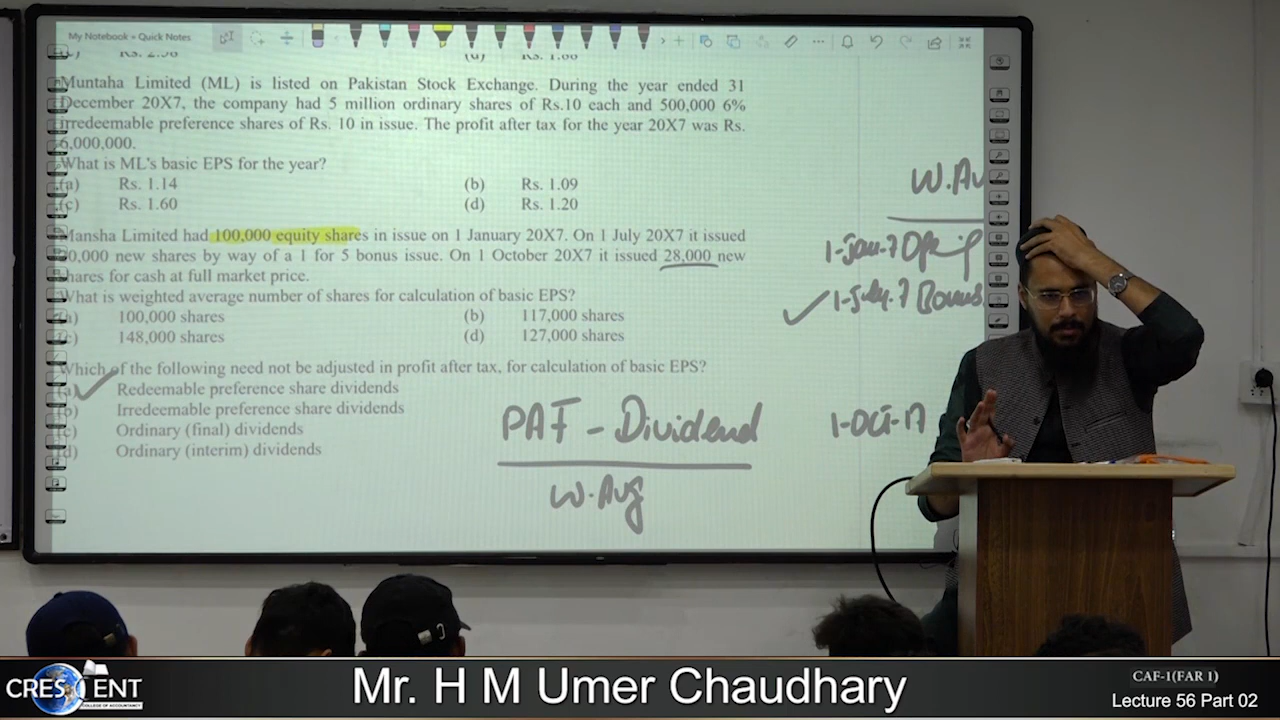 My Notebook » Quick Notes
Muntaha Limited (ML) is listed on Pakistan Stock Exchange. During the year ended 31
December 20X7, the company had 5 million ordinary shares of Rs.10 each and 500,000 6%
irredeemable preference shares of Rs. 10 in issue. The profit after tax for the year 20X7 was Rs.
6,000,000.
What is ML's basic EPS for the year?
(a) Rs. 1.14 (b) Rs. 1.09
(c) Rs. 1.60 (d) Rs. 1.20
Mansha Limited had 100,000 equity shares in issue on 1 January 20X7. On 1 July 20X7 it issued
0,000 new shares by way of a 1 for 5 bonus issue. On 1 October 20X7 it issued 28,000 new
shares for cash at full market price.
What is weighted average number of shares for calculation of basic EPS?
a) 100,000 shares (b) 117,000 shares
c) 148,000 shares (d) 127,000 shares
Which of the following need not be adjusted in profit after tax, for calculation of basic EPS?
(a) Redeemable preference share dividends
(b) Irredeemable preference share dividends
(c) Ordinary (final) dividends
(d) Ordinary (interim) dividends
PAT - Dividend
W.Avg
W.Av
1-Jan-7
1-July-7 Bonus
1-Oct-17
CRESCENT
COLLEGE OF ACCOUNTANCY
Mr. H M Umer Chaudhary
CAF-1(FAR 1)
Lecture 56 Part 02